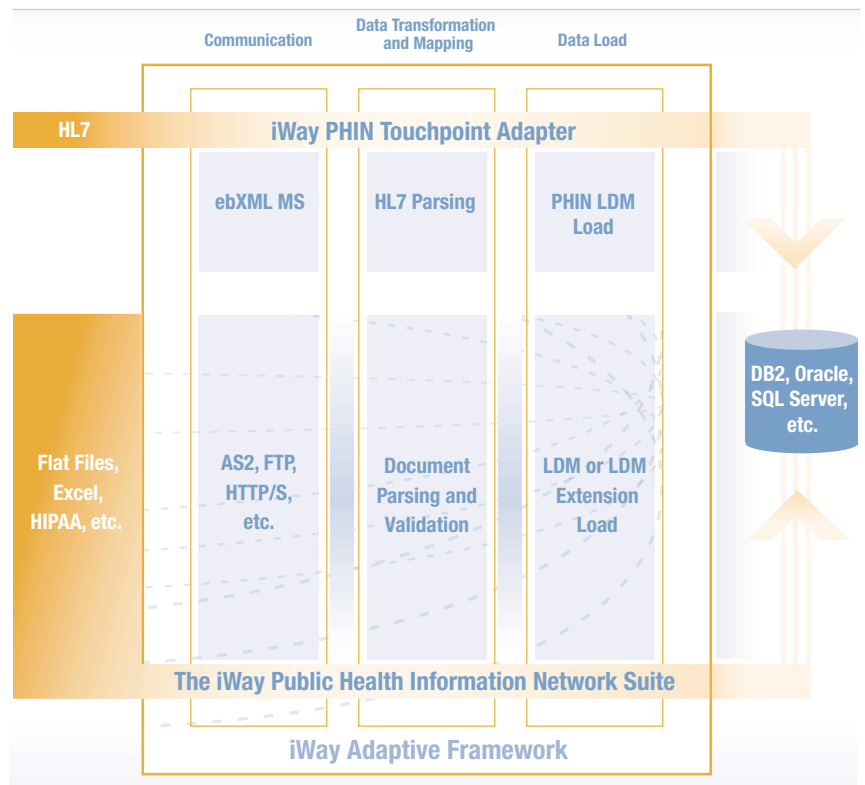 Communication
Data Transformation
and Mapping
Data Load
HL7
iWay PHIN Touchpoint Adapter
ebXML MS
HL7 Parsing
PHIN LDM
Load
DB2, Oracle,
SQL Server,
etc.
Flat Files,
Excel,
HIPAA, etc.
AS2, FTP,
HTTP/S,
etc.
Document
Parsing and
Validation
LDM or LDM
Extension
Load
The iWay Public Health Information Network Suite
iWay Adaptive Framework